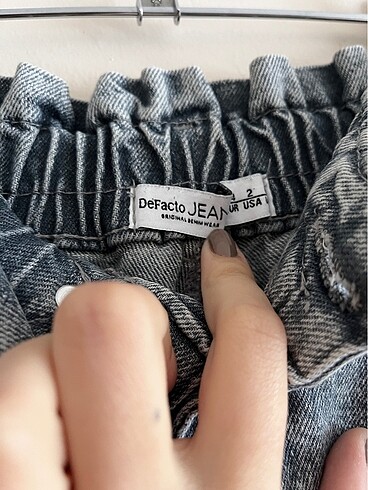 DeFacto JEAN
ORIGINAL DENIM WEAR
2
UR USA